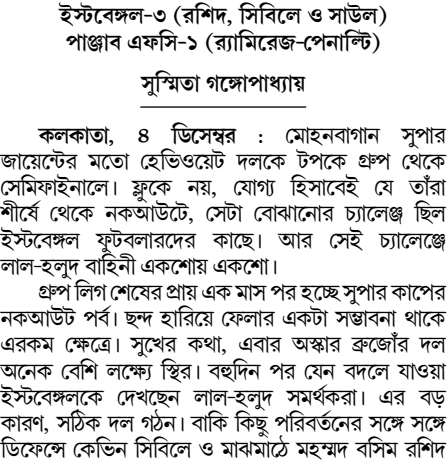 ইস্টবেঙ্গল-৩ (রশিদ, সিবিলে ও সাউল)
পাঞ্জাব এফসি-১ (র‍্যামিরেজ-পেনাল্টি)
সুস্মিতা গঙ্গোপাধ্যায়
কলকাতা, ৪ ডিসেম্বর : মোহনবাগান সুপার
জায়েন্টের মতো হেভিওয়েট দলকে টপকে গ্রুপ থেকে
সেমিফাইনালে। ফ্লুকে নয়, যোগ্য হিসাবেই যে তাঁরা
শীর্ষে থেকে নকআউটে, সেটা বোঝানোর চ্যালেঞ্জ ছিল
ইস্টবেঙ্গল ফুটবলারদের কাছে। আর সেই চ্যালেঞ্জে
লাল-হলুদ বাহিনী একশোয় একশো।
গ্রুপ লিগ শেষের প্রায় এক মাস পর হচ্ছে সুপার কাপের
নকআউট পর্ব। ছন্দ হারিয়ে ফেলার একটা সম্ভাবনা থাকে
এরকম ক্ষেত্রে। সুখের কথা, এবার অস্কার ব্রুজোঁর দল
অনেক বেশি লক্ষ্যে স্থির। বহুদিন পর যেন বদলে যাওয়া
ইস্টবেঙ্গলকে দেখছেন লাল-হলুদ সমর্থকরা। এর বড়
কারণ, সঠিক দল গঠন। বাকি কিছু পরিবর্তনের সঙ্গে সঙ্গে
ডিফেন্সে কেভিন সিবিলে ও মাঝমাঠে মহম্মদ বসিম রশিদ